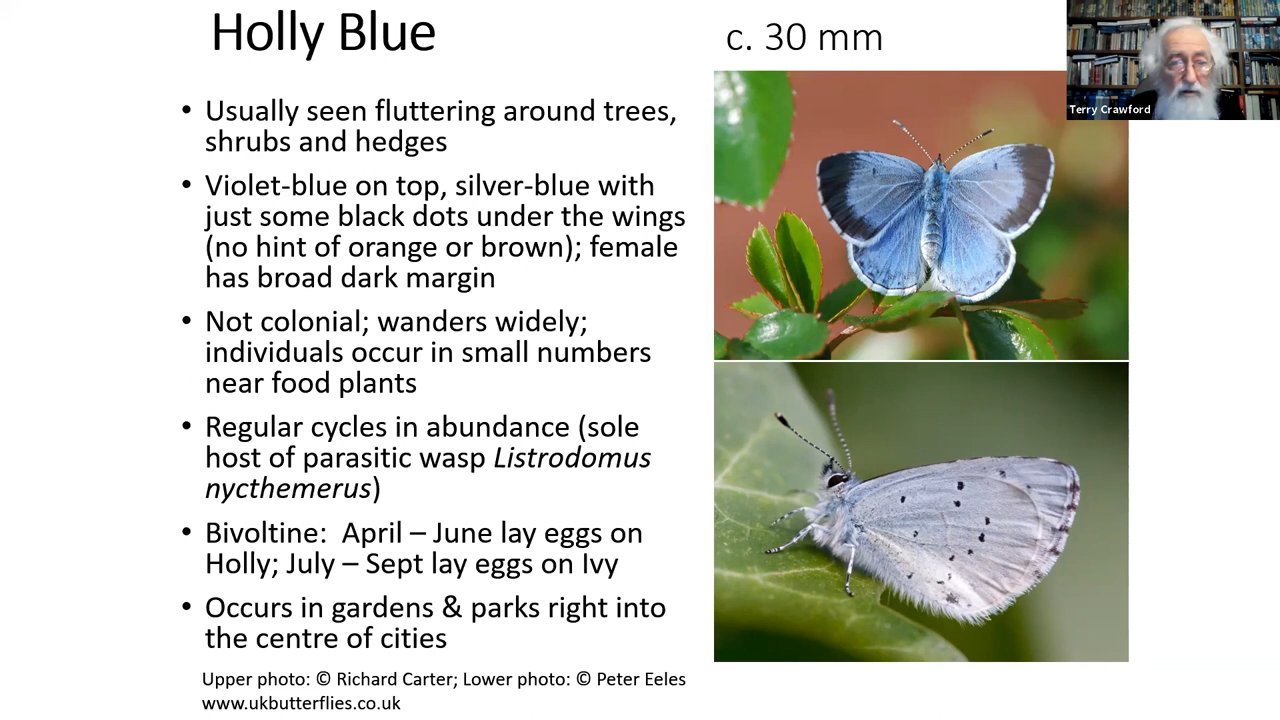 Holly Blue
c. 30 mm
Terry Crawford
• Usually seen fluttering around trees,
shrubs and hedges
• Violet-blue on top, silver-blue with
just some black dots under the wings
(no hint of orange or brown); female
has broad dark margin
• Not colonial; wanders widely;
individuals occur in small numbers
near food plants
• Regular cycles in abundance (sole
host of parasitic wasp Listrodomus
nycthemerus)
• Bivoltine:  April – June lay eggs on
Holly; July – Sept lay eggs on Ivy
• Occurs in gardens & parks right into
the centre of cities
Upper photo: © Richard Carter; Lower photo: © Peter Eeles
www.ukbutterflies.co.uk